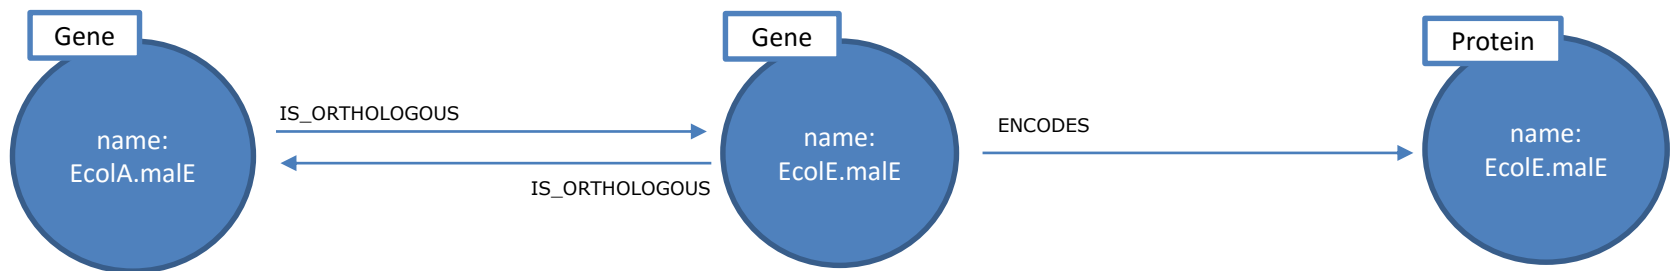 Gene
name:
EcolA.malE
IS_ORTHOLOGOUS
IS_ORTHOLOGOUS
Gene
name:
EcolE.malE
ENCODES
Protein
name:
EcolE.malE